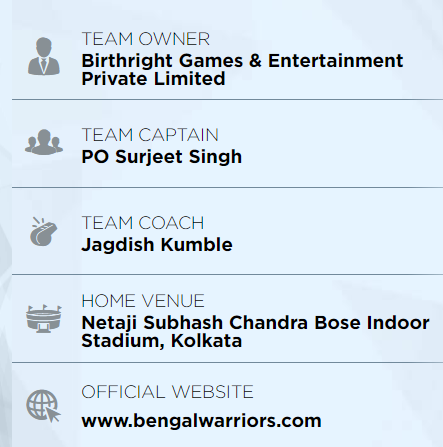 TEAM OWNER
Birthright Games & Entertainment
Private Limited
TEAM CAPTAIN
PO Surjeet Singh
TEAM COACH
Jagdish Kumble
HOME VENUE
Netaji Subhash Chandra Bose Indoor
Stadium, Kolkata
OFFICIAL WEBSITE
www.bengalwarriors.com